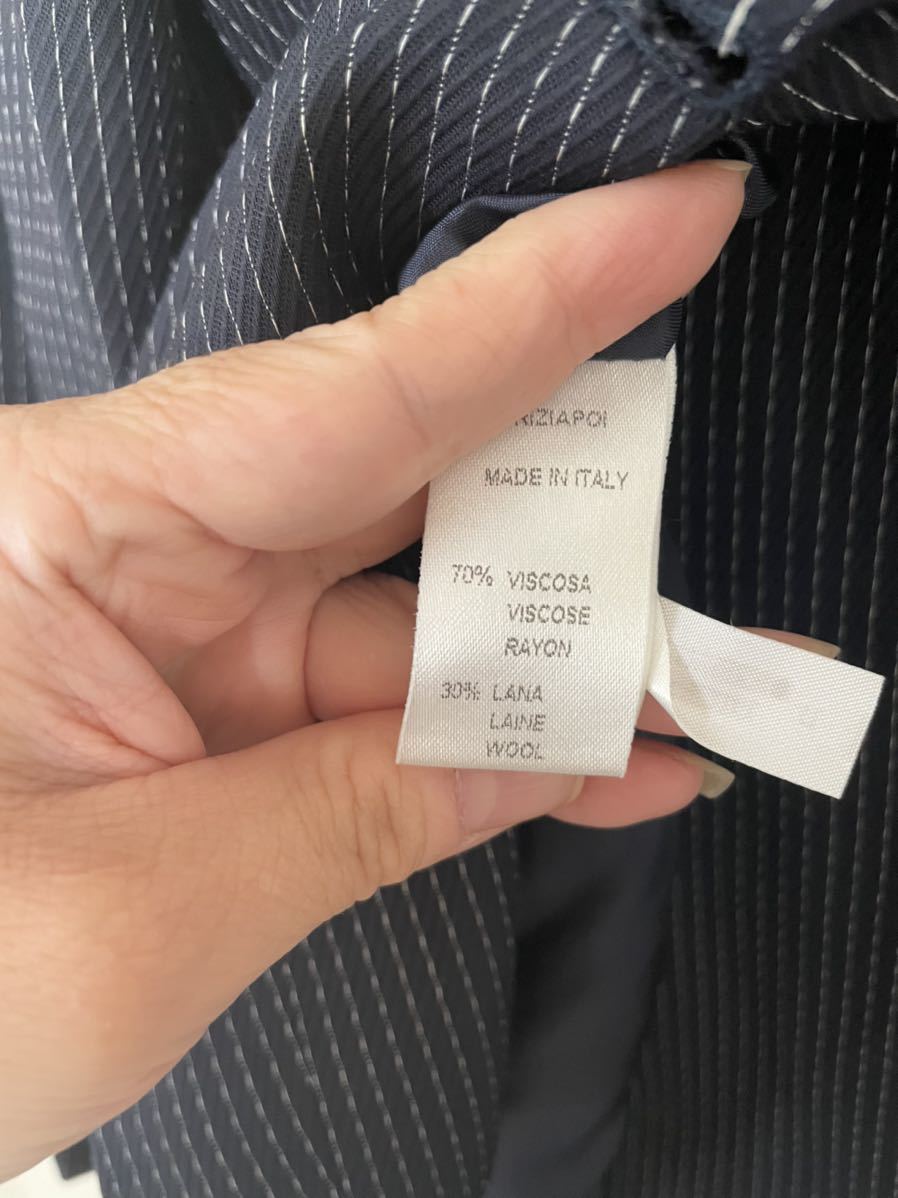 RIZIAPOI
MADE IN ITALY
70% VISCOSA
VISCOSE
RAYON
30% LANA
LAINE
WOOL